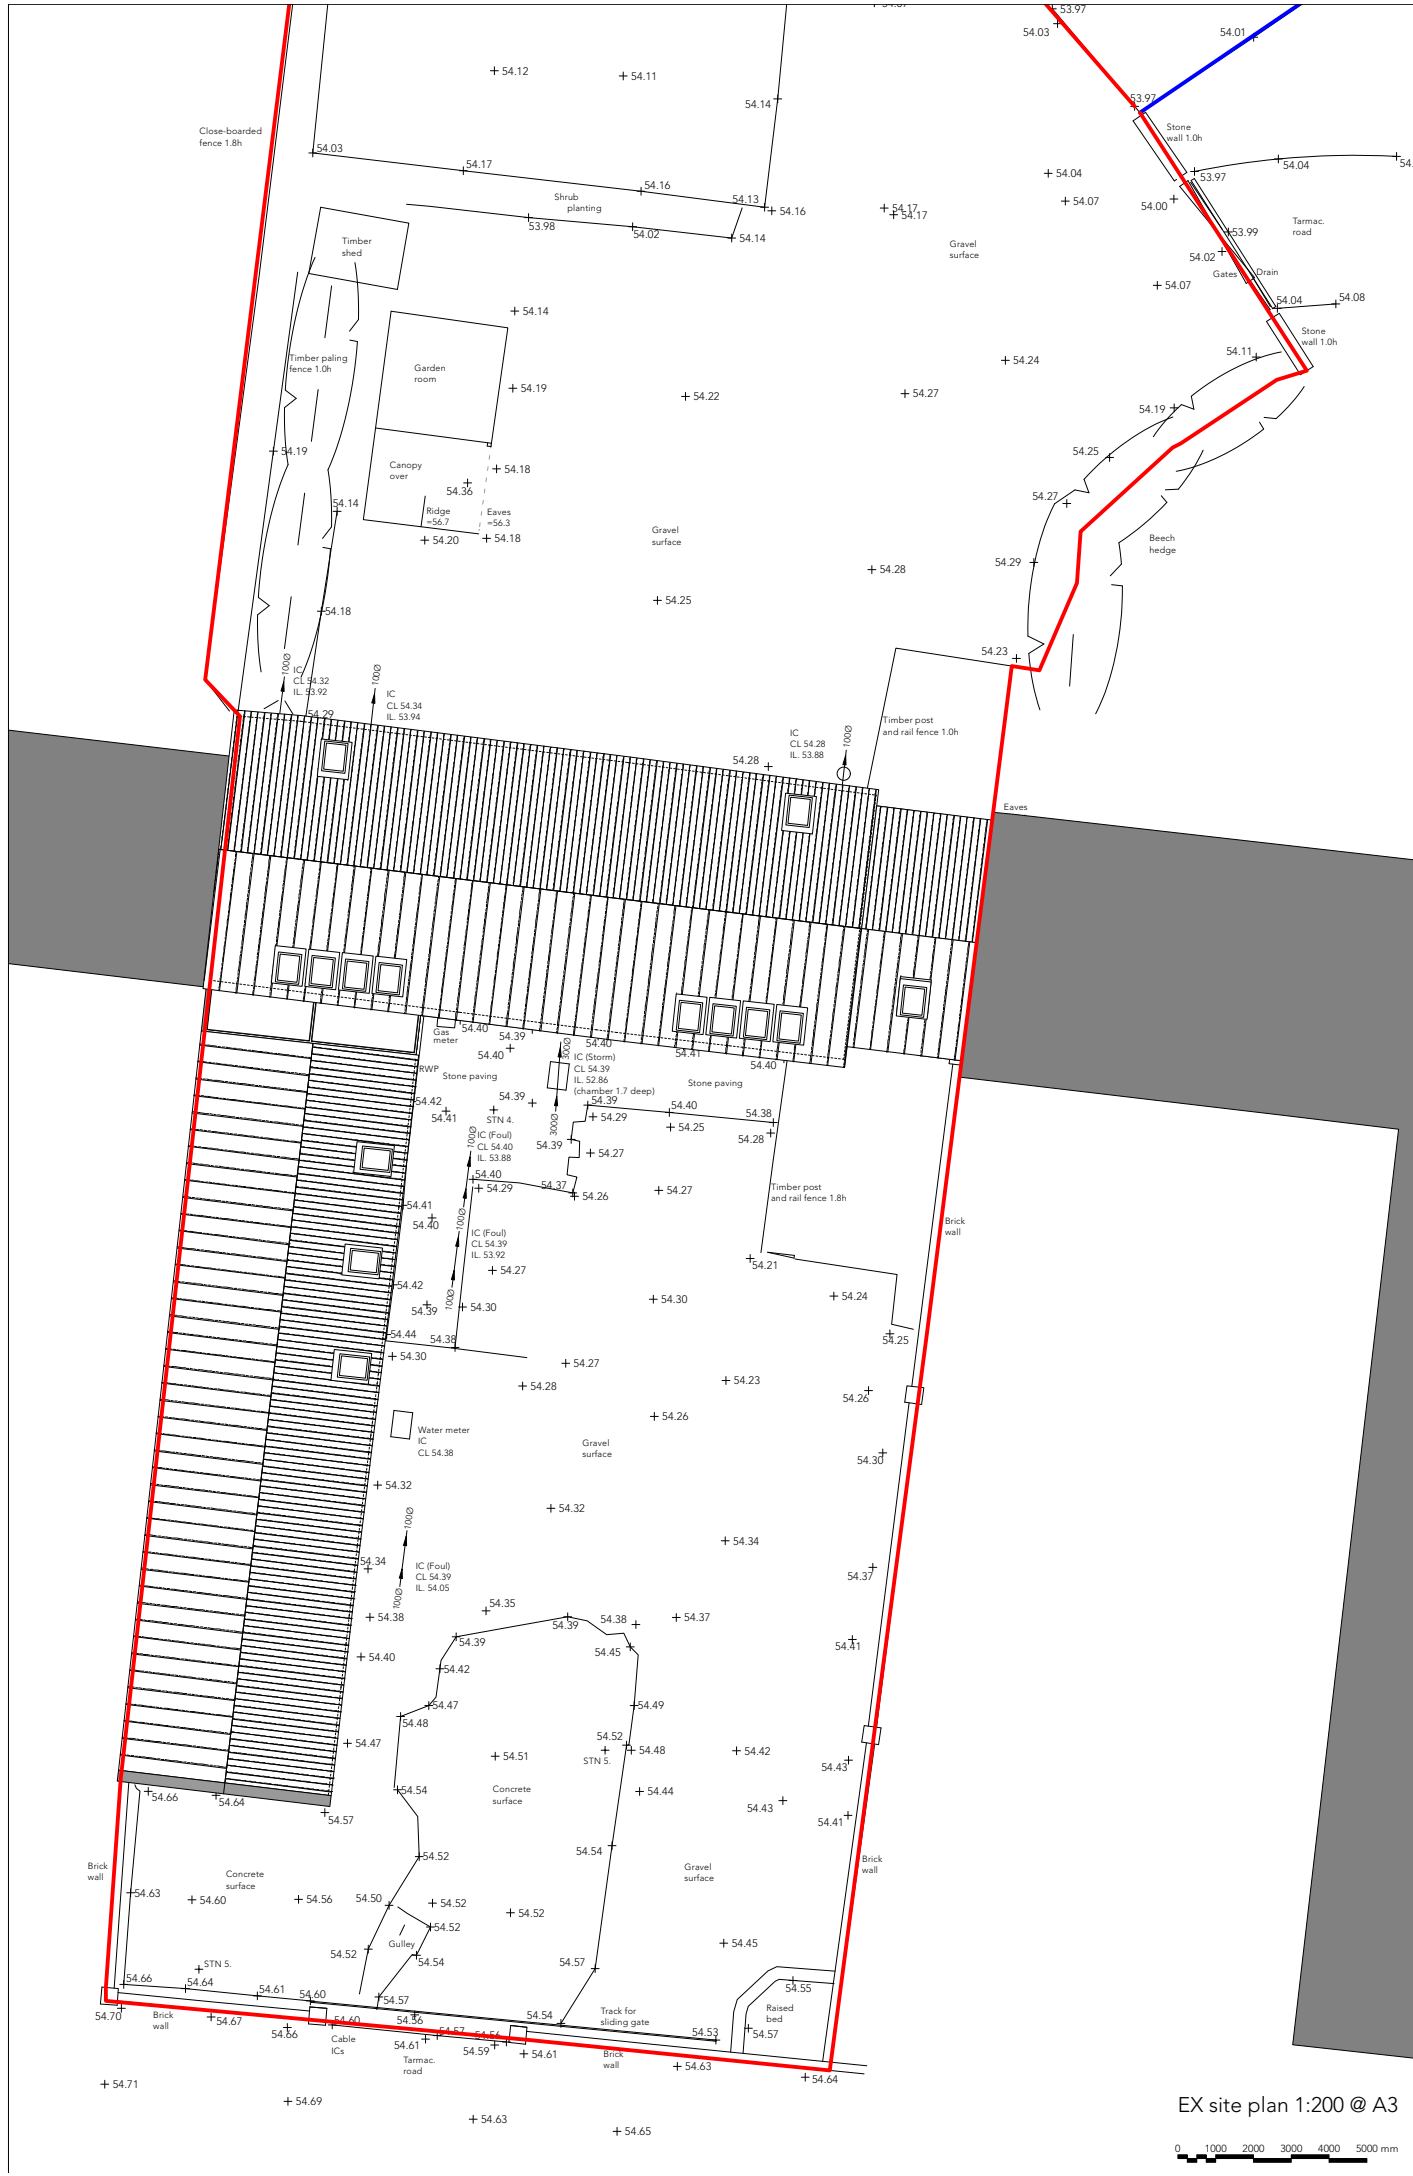 53.97
54.03
54.01
54.12
54.11
54.14
53.97
Close-boarded
fence 1.8h
Stone
wall 1.0h
54.03
54.17
54.16
54.13
54.16
54.04
54.07
54.17
54.17
53.97
54.04
54.00
Shrub
planting
53.98
54.02
54.14
Timber
shed
Gravel
surface
53.99
Tarmac.
road
54.02
Gates
Drain
54.07
54.04
54.08
54.14
Timber paling
fence 1.0h
Garden
room
54.19
54.22
54.24
54.27
54.11
Stone
wall 1.0h
54.19
54.19
54.25
Canopy
over
54.18
54.36
54.14
Ridge
=56.7
Eaves
=56.3
54.20
54.18
Gravel
surface
54.27
Beech
hedge
54.28
54.29
54.25
54.18
54.23
100Ø
IC
CL 54.32
IL. 53.92
100Ø
IC
CL 54.34
IL. 53.94
54.29
Timber post
and rail fence 1.0h
IC
CL 54.28
IL. 53.88
100Ø
54.28
Eaves
Gas
meter
54.40
54.39
54.40
54.40
54.41
54.40
300Ø
IC (Storm)
CL 54.39
IL. 52.86
(chamber 1.7 deep)
RWP
Stone paving
Stone paving
54.42
54.41
54.39
STN 4.
300Ø
54.39
54.29
54.40
54.25
54.38
54.28
IC (Foul)
CL 54.40
IL. 53.88
100Ø
54.39
54.27
54.40
54.29
54.37
54.26
54.27
Timber post
and rail fence 1.8h
54.41
54.40
100Ø
IC (Foul)
CL 54.39
IL. 53.92
Brick
wall
54.27
54.21
54.42
54.39
100Ø
54.30
54.30
54.24
54.44
54.38
54.25
54.30
54.27
54.28
54.23
54.26
54.26
Water meter
IC
CL 54.38
Gravel
surface
54.30
54.32
54.32
100Ø
54.34
54.34
IC (Foul)
CL 54.39
IL. 54.05
100Ø
54.37
54.38
54.35
54.39
54.38
54.37
54.39
54.45
54.41
54.40
54.42
54.47
54.48
54.49
54.47
54.52
STN 5.
54.48
54.42
54.51
54.43
54.54
Concrete
surface
54.44
54.43
54.41
54.66
54.64
54.57
54.54
54.52
Brick
wall
Concrete
surface
Gravel
surface
Brick
wall
54.63
54.60
54.56
54.50
54.52
54.52
54.52
Gulley
54.52
54.54
54.45
STN 5.
54.57
54.55
54.66
54.64
54.61
54.60
54.57
54.56
54.54
Track for
sliding gate
Raised
bed
54.57
54.53
54.70
Brick
wall
54.67
54.66
54.60
Cable
ICs
54.61
54.57
54.56
54.59
54.61
Tarmac.
road
Brick
wall
54.63
54.64
54.71
54.69
54.63
54.65
EX site plan 1:200 @ A3
0 1000 2000 3000 4000 5000 mm